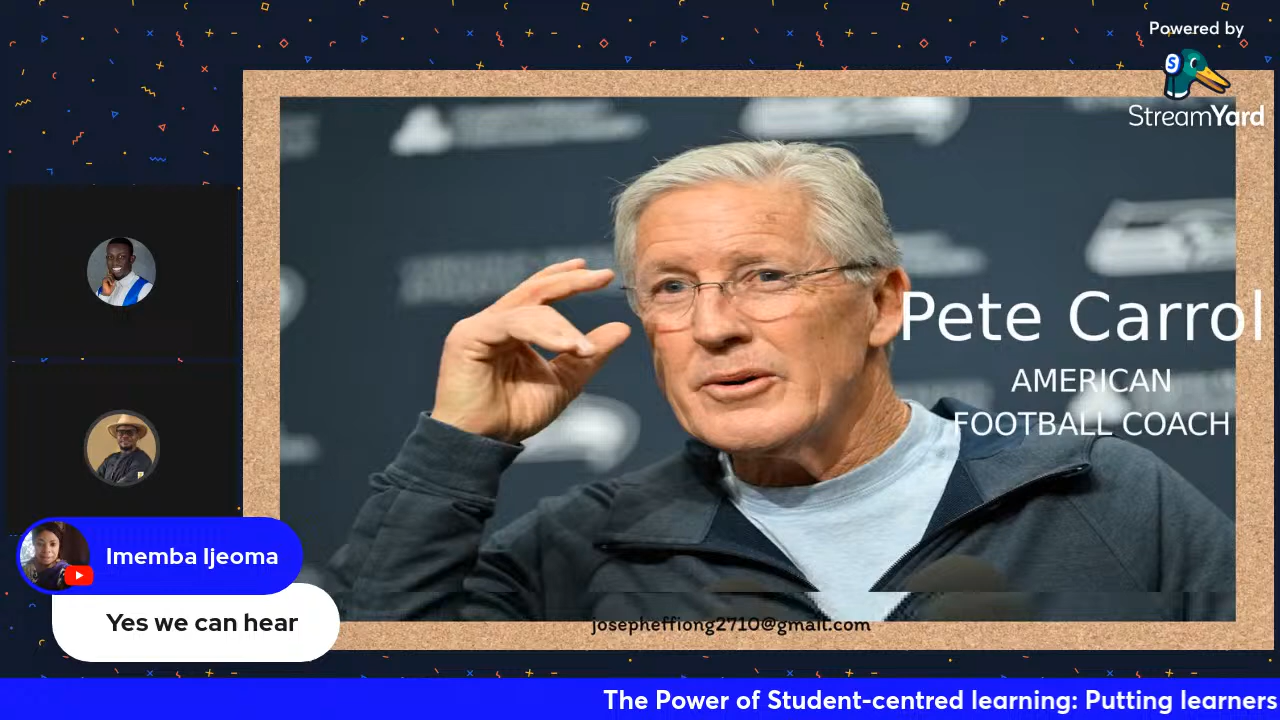 Powered by
StreamYard
Pete Carrol
AMERICAN
FOOTBALL COACH
Imemba Ijeoma
Yes we can hear
josepheffiong2710@gmail.com
The Power of Student-centred learning: Putting learners